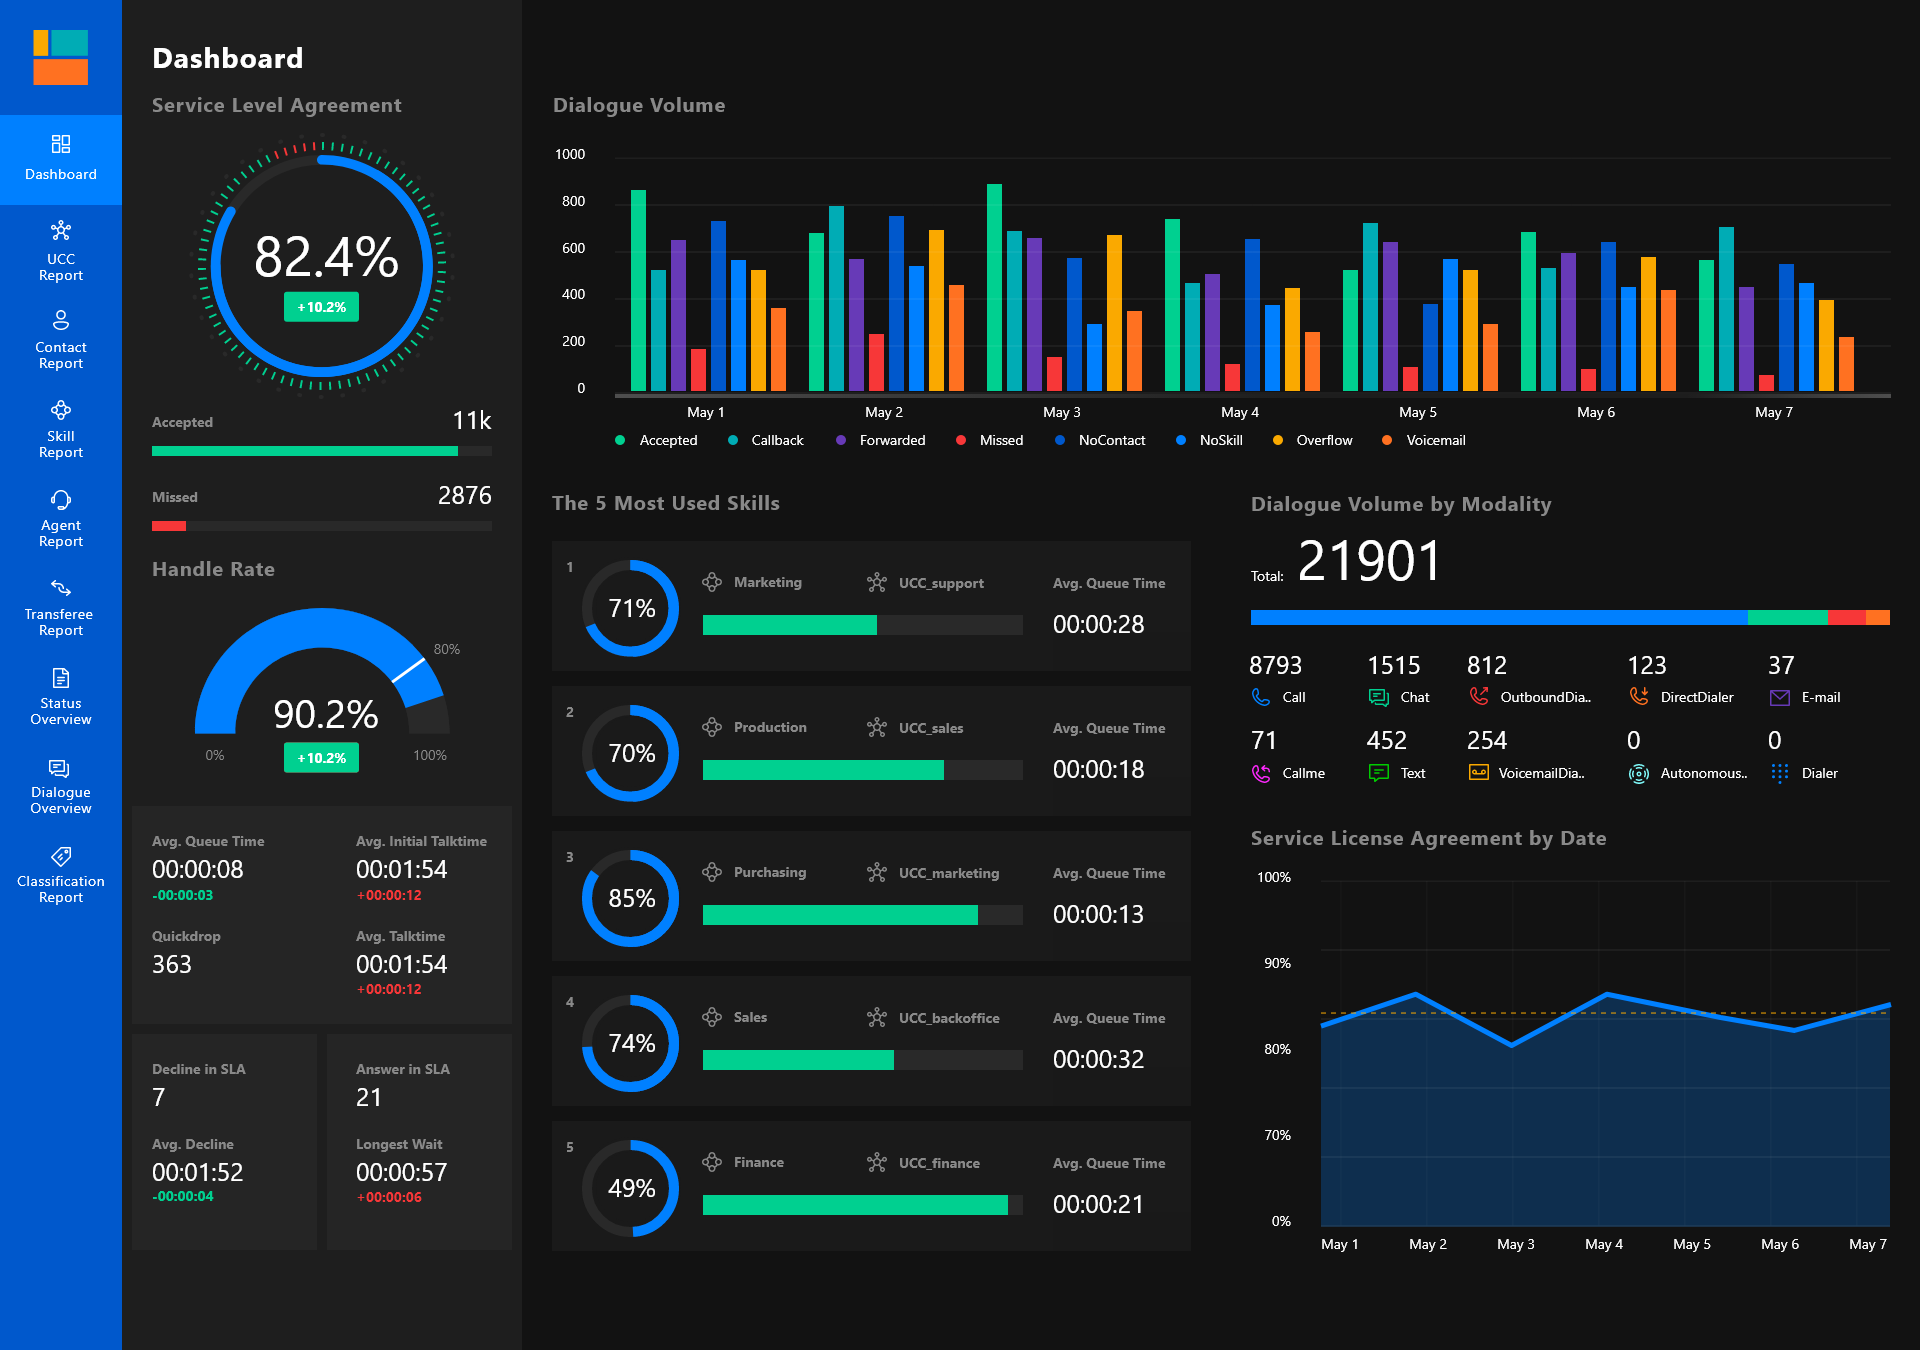 Dashboard
UCC
Report
Contact
Report
Skill
Report
Agent
Report
Transferee
Report
Status
Overview
Dialogue
Overview
Classification
Report
Dashboard
Service Level Agreement
82.4%
+10.2%
Accepted 11k
Missed 2876
Handle Rate
80%
90.2%
0% 100%
+10.2%
Avg. Queue Time Avg. Initial Talktime
00:00:08 00:01:54
-00:00:03 +00:00:12
Quickdrop Avg. Talktime
363 00:01:54
+00:00:12
Decline in SLA Answer in SLA
7 21
Avg. Decline Longest Wait
00:01:52 00:00:57
-00:00:04 +00:00:06
Dialogue Volume
1000
800
600
400
200
0
May 1 May 2 May 3 May 4 May 5 May 6 May 7
Accepted Callback Forwarded Missed NoContact NoSkill Overflow Voicemail
The 5 Most Used Skills
1 71% Marketing UCC_support Avg. Queue Time
00:00:28
2 70% Production UCC_sales Avg. Queue Time
00:00:18
3 85% Purchasing UCC_marketing Avg. Queue Time
00:00:13
4 74% Sales UCC_backoffice Avg. Queue Time
00:00:32
5 49% Finance UCC_finance Avg. Queue Time
00:00:21
Dialogue Volume by Modality
Total: 21901
8793 1515 812 123 37
Call Chat OutboundDia.. DirectDialer E-mail
71 452 254 0 0
Callme Text VoicemailDia.. Autonomous.. Dialer
Service License Agreement by Date
100%
90%
80%
70%
0%
May 1 May 2 May 3 May 4 May 5 May 6 May 7